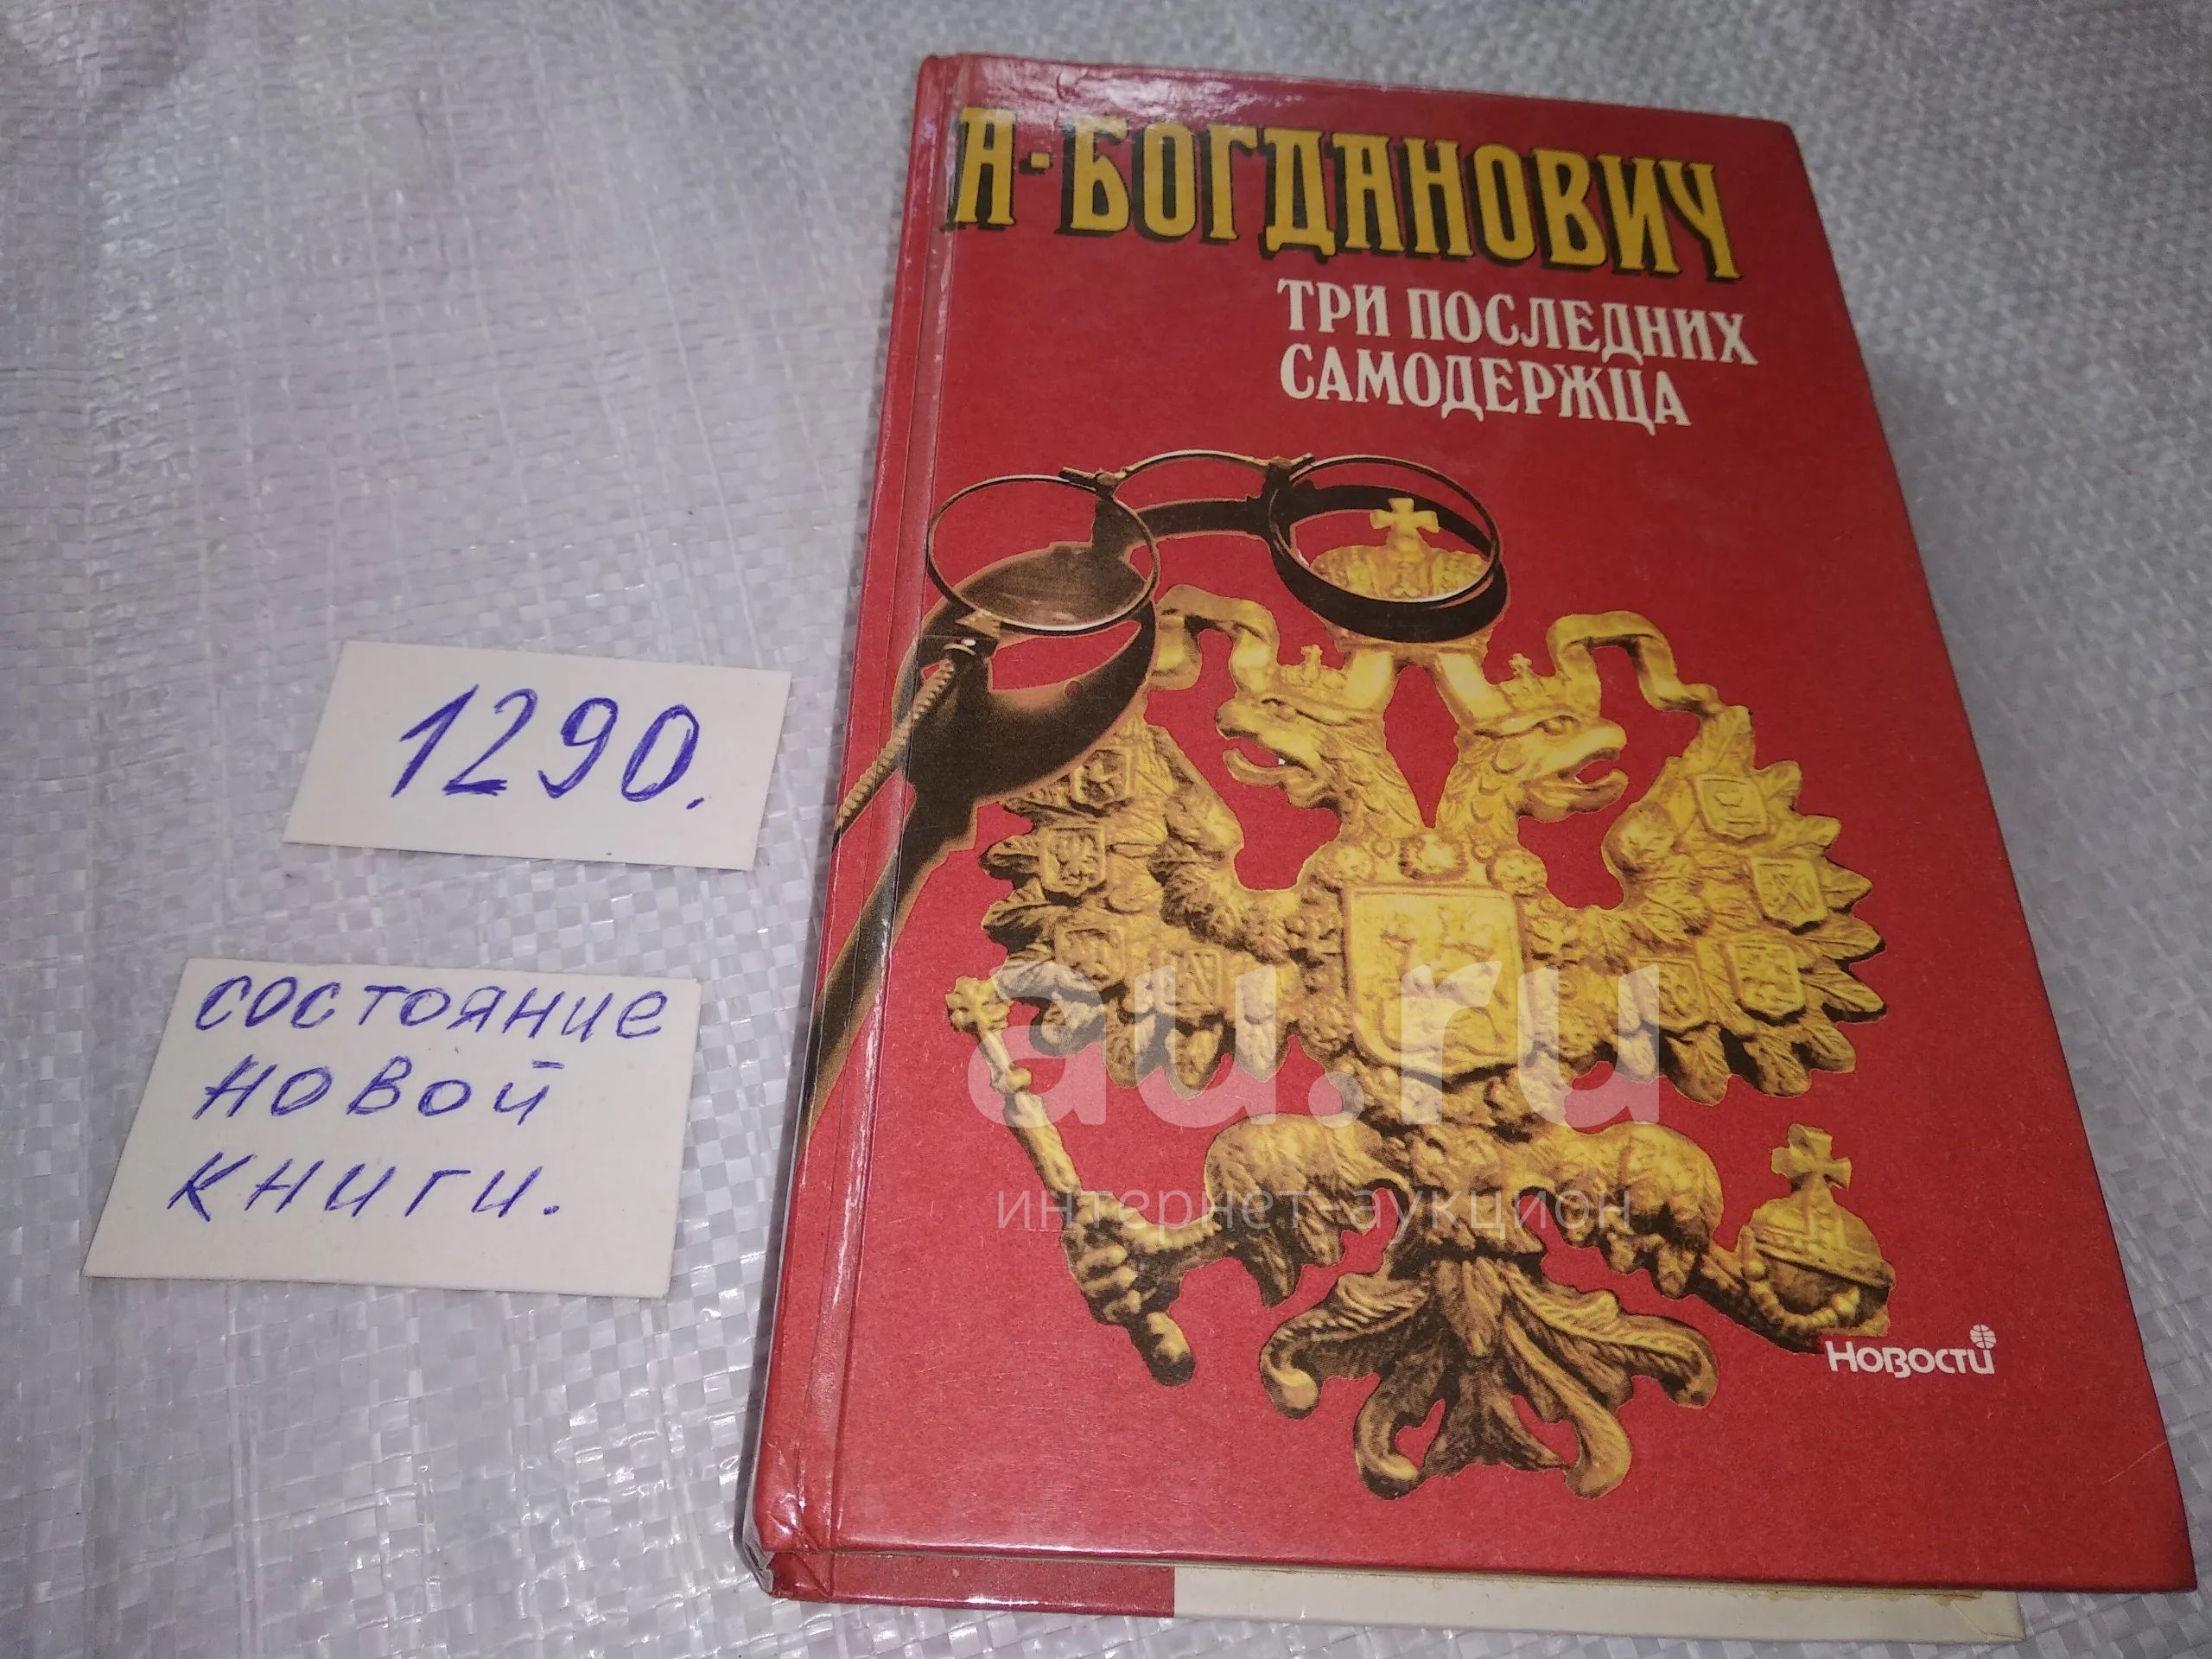 А·БОГДАНОВИЧ
ТРИ ПОСЛЕДНИХ
САМОДЕРЖЦА
1290.
состояние
новой
книги.
au.ru
интернет-аукцион
Новости